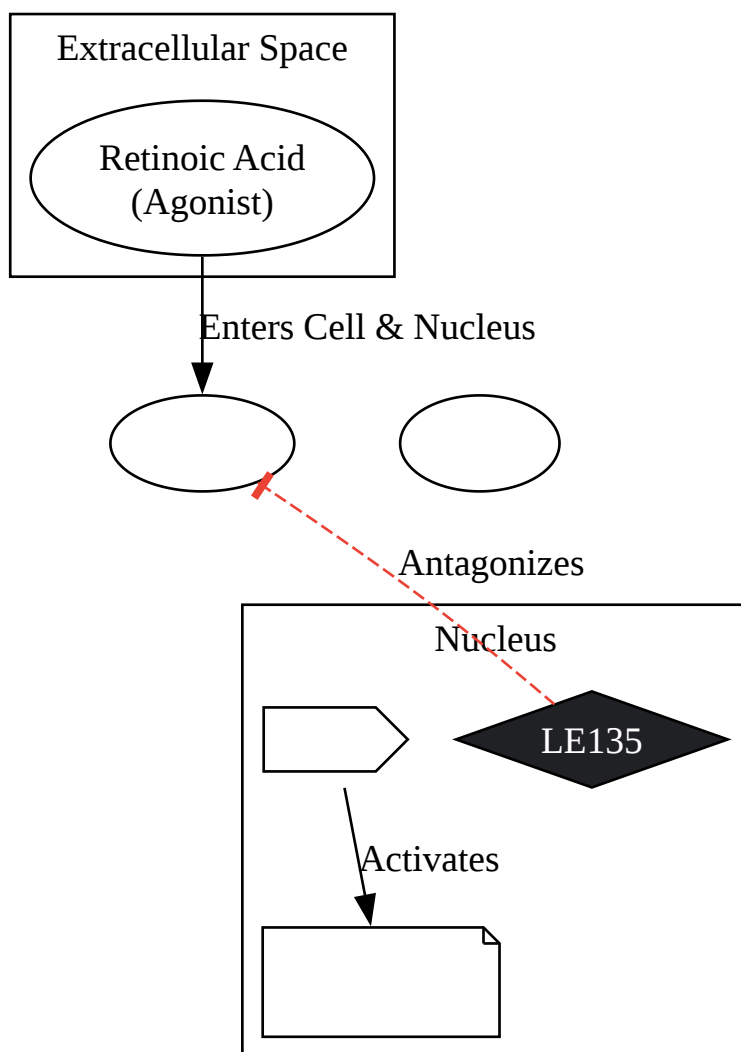 Extracellular Space
Retinoic Acid
(Agonist)
Enters Cell & Nucleus
Antagonizes
Nucleus
LE135
Activates